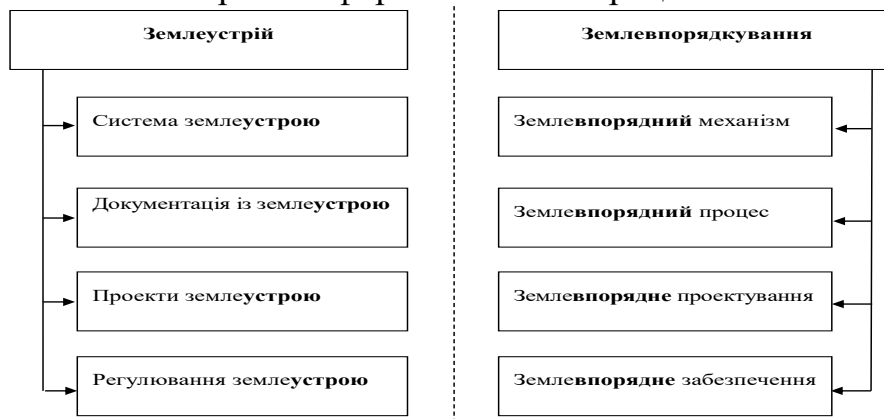 Землеустрій
Система землеустрою
Документація із землеустрою
Проекти землеустрою
Регулювання землеустрою
Землевпорядкування
Землевпорядний механізм
Землевпорядний процес
Землевпорядне проектування
Землевпорядне забезпечення